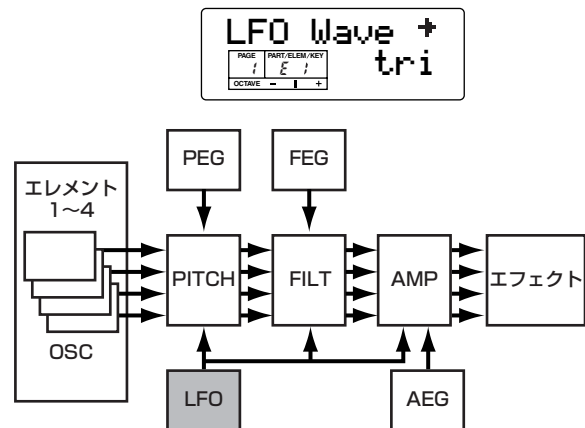 LFO Wave
tri
PAGE PART/ELEM/KEY
1 E1
OCTAVE − +
PEG FEG
エレメント
1〜4
PITCH FILT AMP エフェクト
OSC
LFO AEG